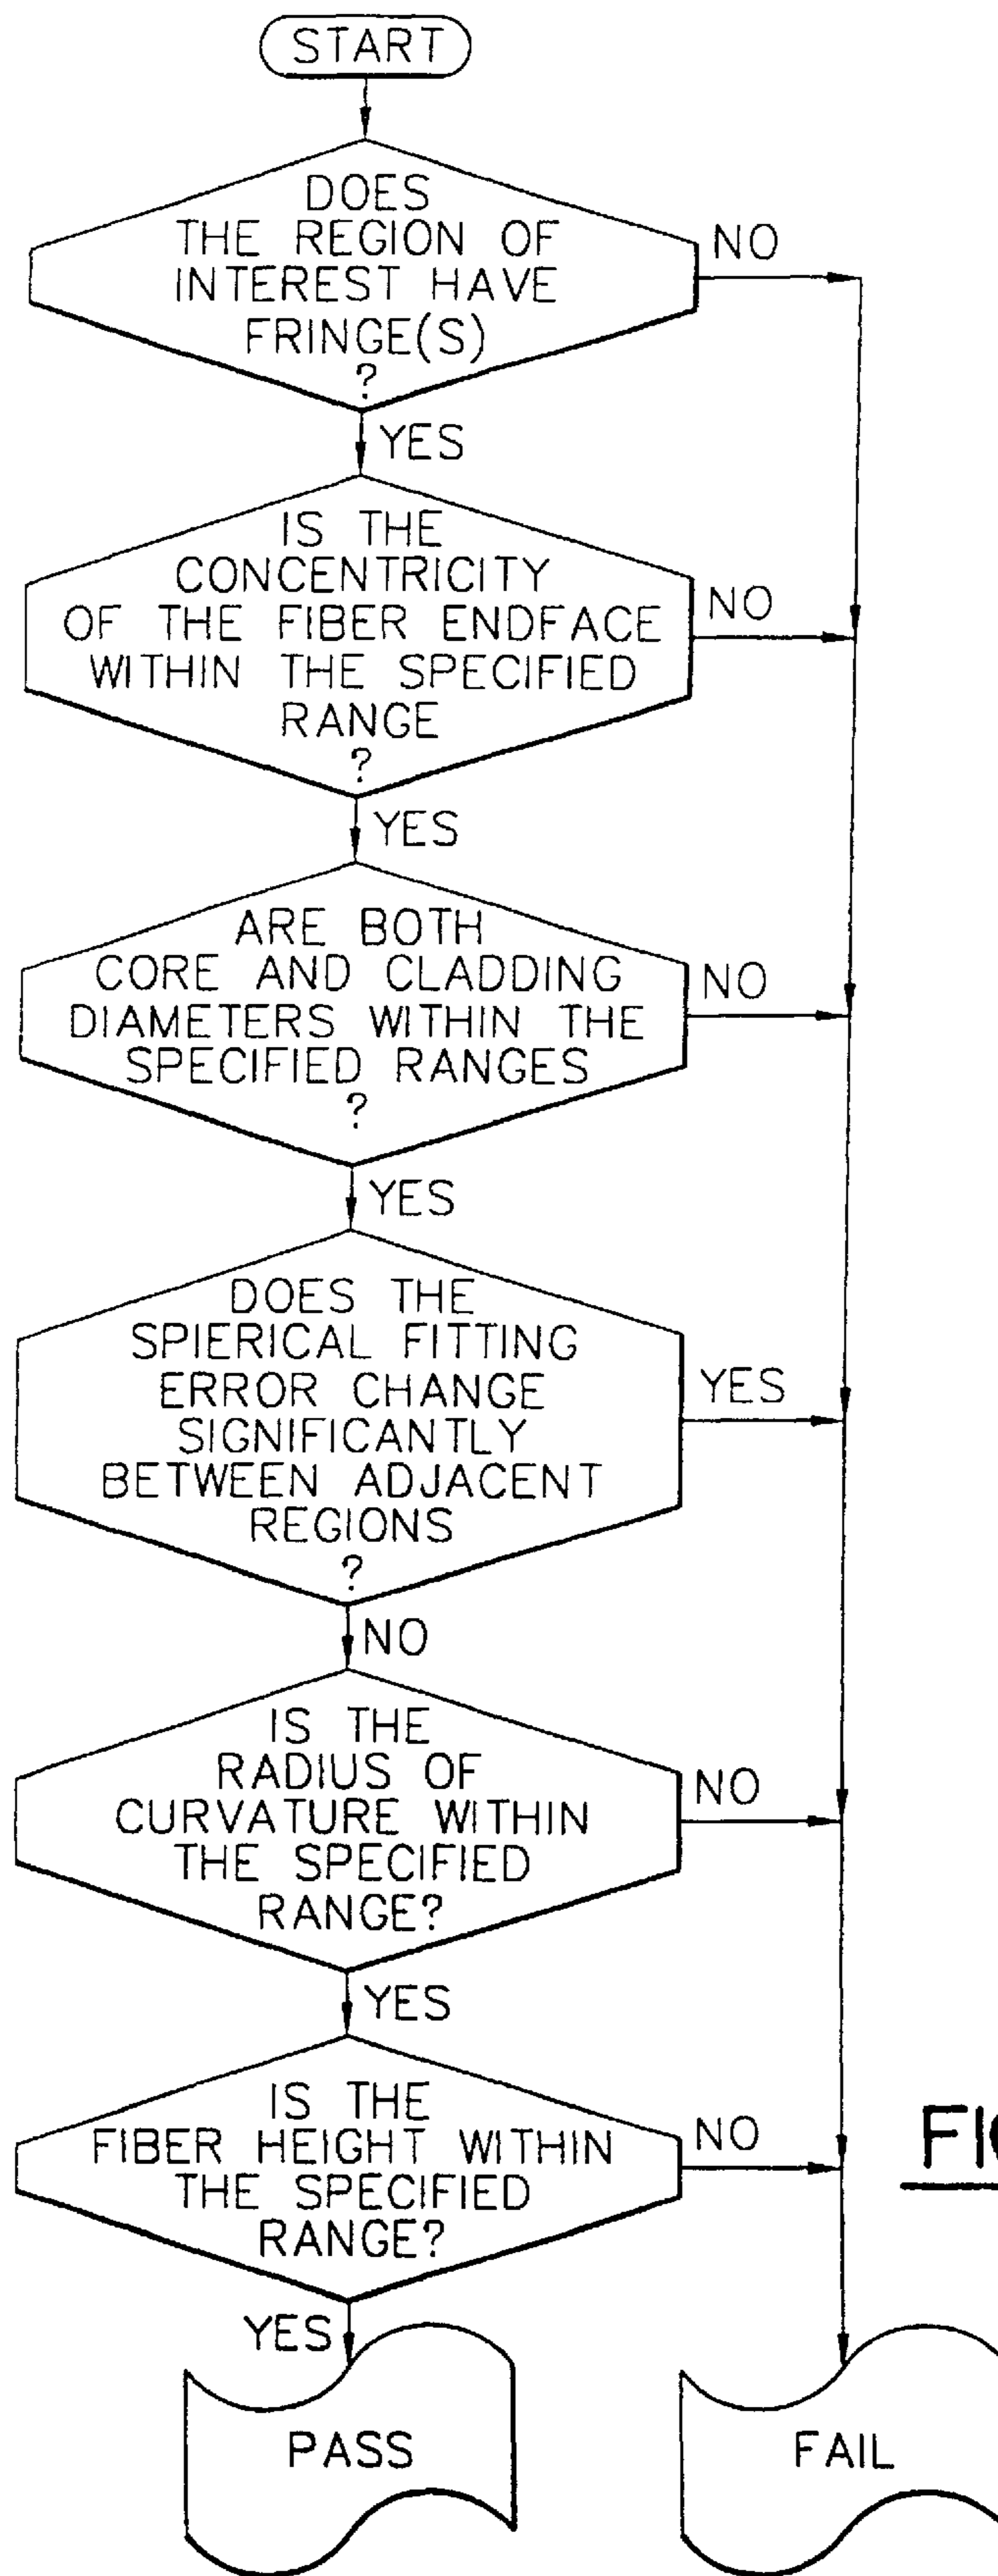 START
DOES
THE REGION OF
INTEREST HAVE
FRINGE(S)
?
NO
YES
IS THE
CONCENTRICITY
OF THE FIBER ENDFACE
WITHIN THE SPECIFIED
RANGE
?
NO
YES
ARE BOTH
CORE AND CLADDING
DIAMETERS WITHIN THE
SPECIFIED RANGES
?
NO
YES
DOES THE
SPIERICAL FITTING
ERROR CHANGE
SIGNIFICANTLY
BETWEEN ADJACENT
REGIONS
?
YES
NO
IS THE
RADIUS OF
CURVATURE WITHIN
THE SPECIFIED
RANGE?
NO
YES
IS THE
FIBER HEIGHT WITHIN
THE SPECIFIED
RANGE?
NO
YES
PASS
FAIL